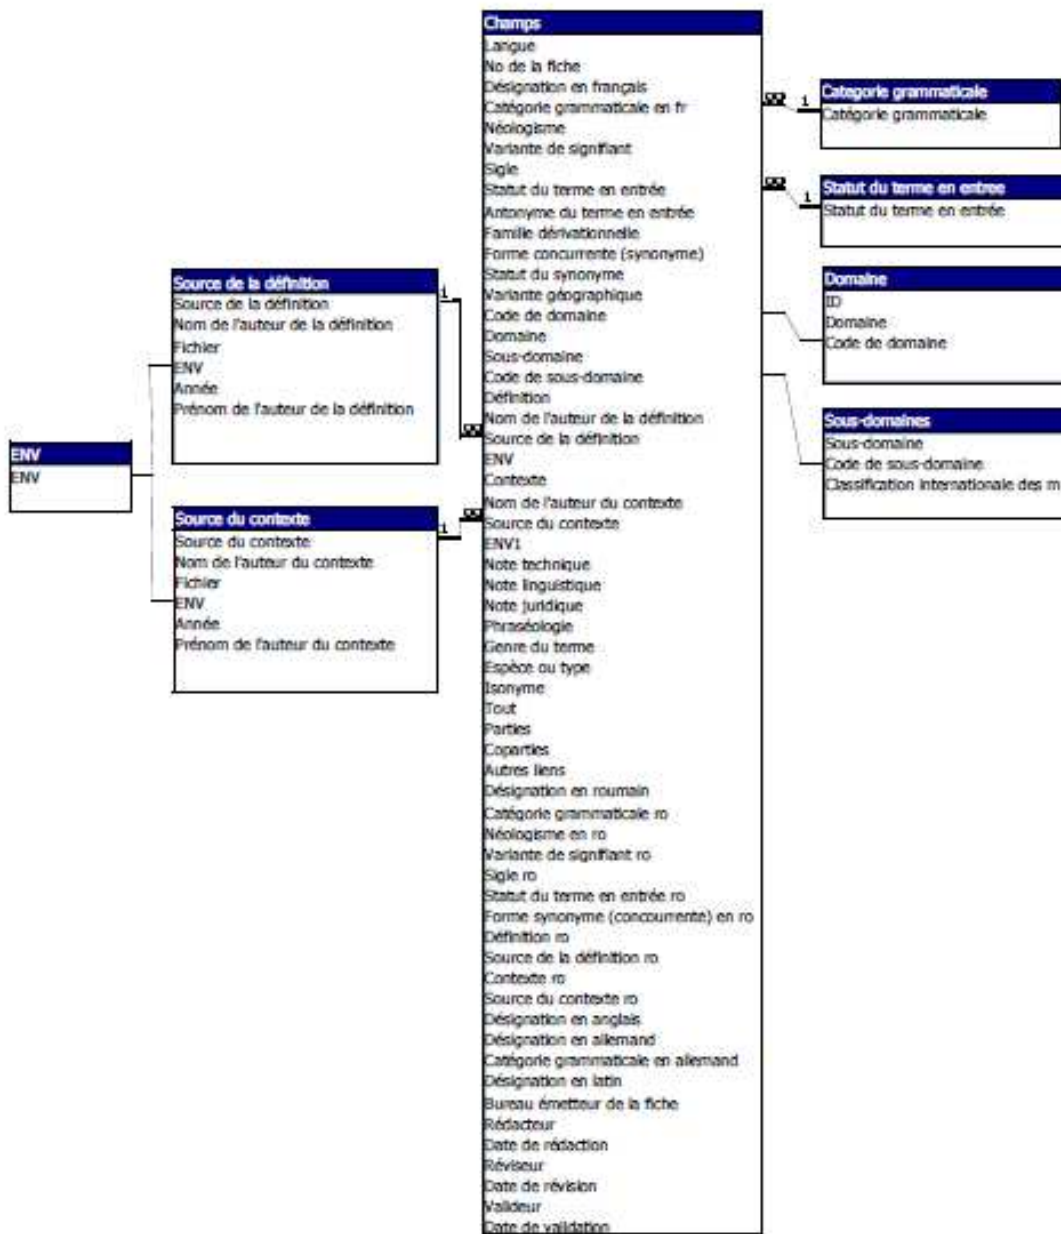 Champs
Langue
No de la fiche
Désignation en français
Catégorie grammaticale en fr
Néologisme
Variante de signifiant
Sigle
Statut du terme en entrée
Antonyme du terme en entrée
Famille dérivationnelle
Forme concurrente (synonyme)
Statut du synonyme
Variante géographique
Code de domaine
Domaine
Sous-domaine
Code de sous-domaine
Définition
Nom de l'auteur de la définition
Source de la définition
ENV
Contexte
Nom de l'auteur du contexte
Source du contexte
ENV1
Note technique
Note linguistique
Note juridique
Phraséologie
Genre du terme
Espèce ou type
Isonyme
Tout
Parties
Coparties
Autres liens
Désignation en roumain
Catégorie grammaticale ro
Néologisme en ro
Variante de signifiant ro
Sigle ro
Statut du terme en entrée ro
Forme synonyme (concourrente) en ro
Définition ro
Source de la définition ro
Contexte ro
Source du contexte ro
Désignation en anglais
Désignation en allemand
Catégorie grammaticale en allemand
Désignation en latin
Bureau émetteur de la fiche
Rédacteur
Date de rédaction
Réviseur
Date de révision
Valideur
Date de validation
∞ 1
Categorie grammaticale
Catégorie grammaticale
∞ 1
Statut du terme en entree
Statut du terme en entrée
Domaine
ID
Domaine
Code de domaine
Sous-domaines
Sous-domaine
Code de sous-domaine
Classification internationale des m
Source de la définition
Source de la définition
Nom de l'auteur de la définition
Fichier
ENV
Année
Prénom de l'auteur de la définition
1 ∞
ENV
ENV
Source du contexte
Source du contexte
Nom de l'auteur du contexte
Fichier
ENV
Année
Prénom de l'auteur du contexte
1 ∞